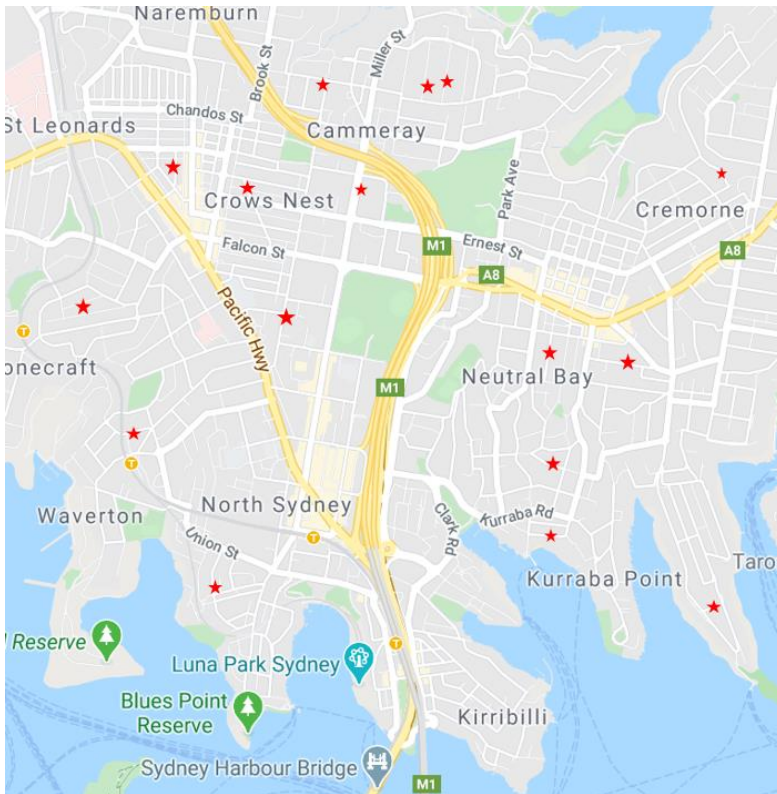 Naremburn
Brook St
Miller St
Chandos St
St Leonards
Cammeray
Park Ave
Crows Nest
Cremorne
Falcon St
M1
Ernest St
A8
A8
Pacific Hwy
T
onecraft
M1
Neutral Bay
T
North Sydney
Waverton
Union St
T
Clark Rd
Kurraba Rd
Kurraba Point
Taro
Reserve
Luna Park Sydney
T
Blues Point
Reserve
Kirribilli
Sydney Harbour Bridge
M1